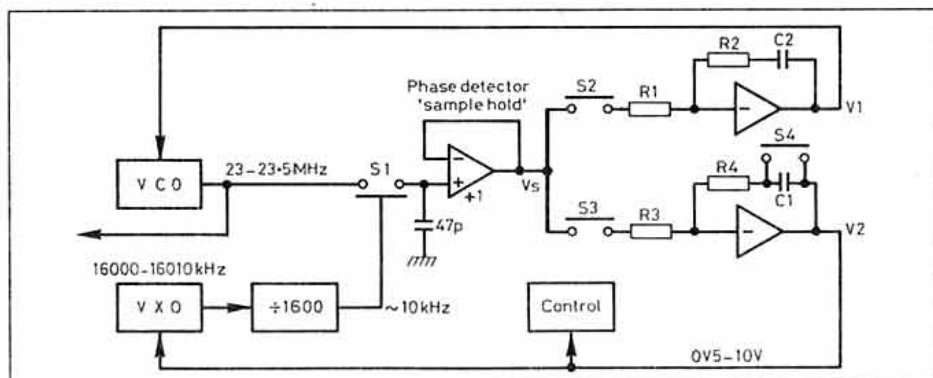 R2
C2
Phase detector
'sample hold'
S2
R1
−
V1
S4
VCO
23–23·5MHz
S1
−
+
+1
Vs
47p
S3
R3
R4
C1
−
V2
16000–16010kHz
VXO
÷1600
~10kHz
Control
0V5–10V